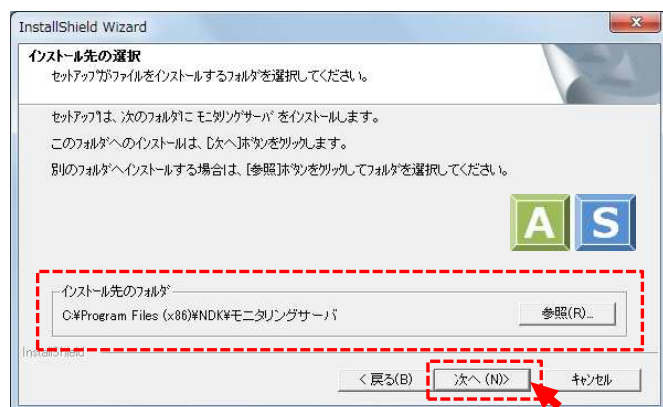 InstallShield Wizard
インストール先の選択
セットアップがファイルをインストールするフォルダを選択してください。
セットアップは、次のフォルダに モニタリングサーバ をインストールします。
このフォルダへのインストールは、[次へ]ボタンをクリックします。
別のフォルダへインストールする場合は、[参照]ボタンをクリックしてフォルダを選択してください。
A S
インストール先のフォルダ
C:¥Program Files (x86)¥NDK¥モニタリングサーバ
参照(R)...
InstallShield
< 戻る(B)
次へ (N)>
キャンセル